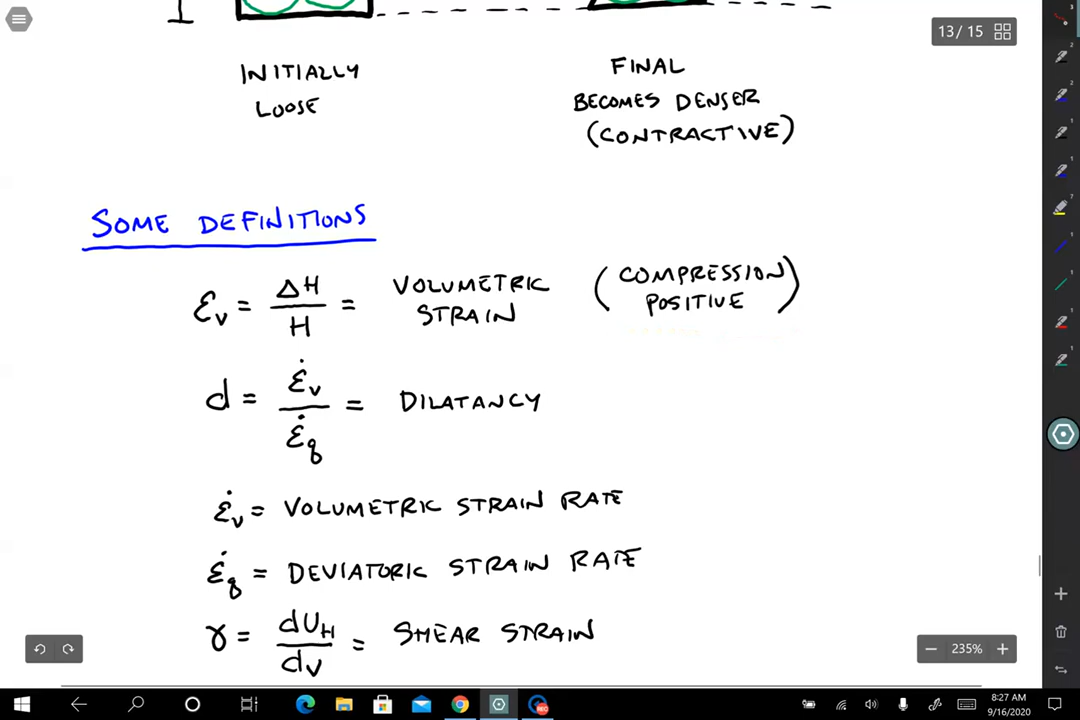 13 / 15
INITIALLY
LOOSE
FINAL
BECOMES DENSER
(CONTRACTIVE)
SOME DEFINITIONS
εv = ΔH/H = VOLUMETRIC STRAIN (COMPRESSION POSITIVE)
d = ε̇v/ε̇q = DILATANCY
ε̇v = VOLUMETRIC STRAIN RATE
ε̇q = DEVIATORIC STRAIN RATE
γ = dUH/dV = SHEAR STRAIN
235%
8:27 AM
9/16/2020